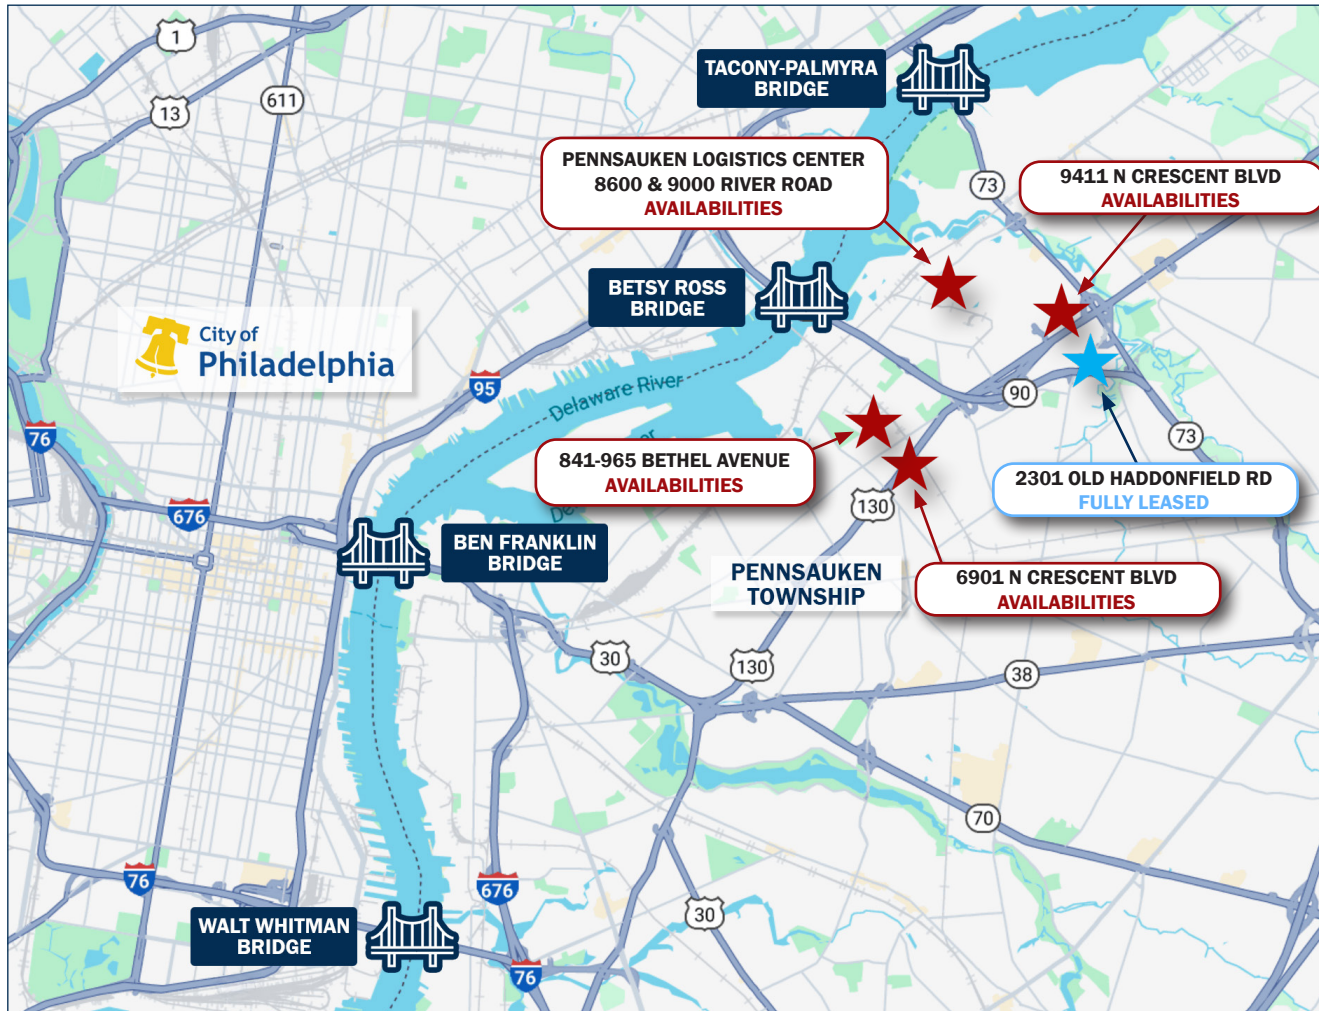 1
13
611
TACONY-PALMYRA
BRIDGE
PENNSAUKEN LOGISTICS CENTER
8600 & 9000 RIVER ROAD
AVAILABILITIES
73
9411 N CRESCENT BLVD
AVAILABILITIES
BETSY ROSS
BRIDGE
City of
Philadelphia
95
Delaware River
90
76
73
841-965 BETHEL AVENUE
AVAILABILITIES
2301 OLD HADDONFIELD RD
FULLY LEASED
676
130
BEN FRANKLIN
BRIDGE
PENNSAUKEN
TOWNSHIP
6901 N CRESCENT BLVD
AVAILABILITIES
30
130
38
70
76
676
30
WALT WHITMAN
BRIDGE
76